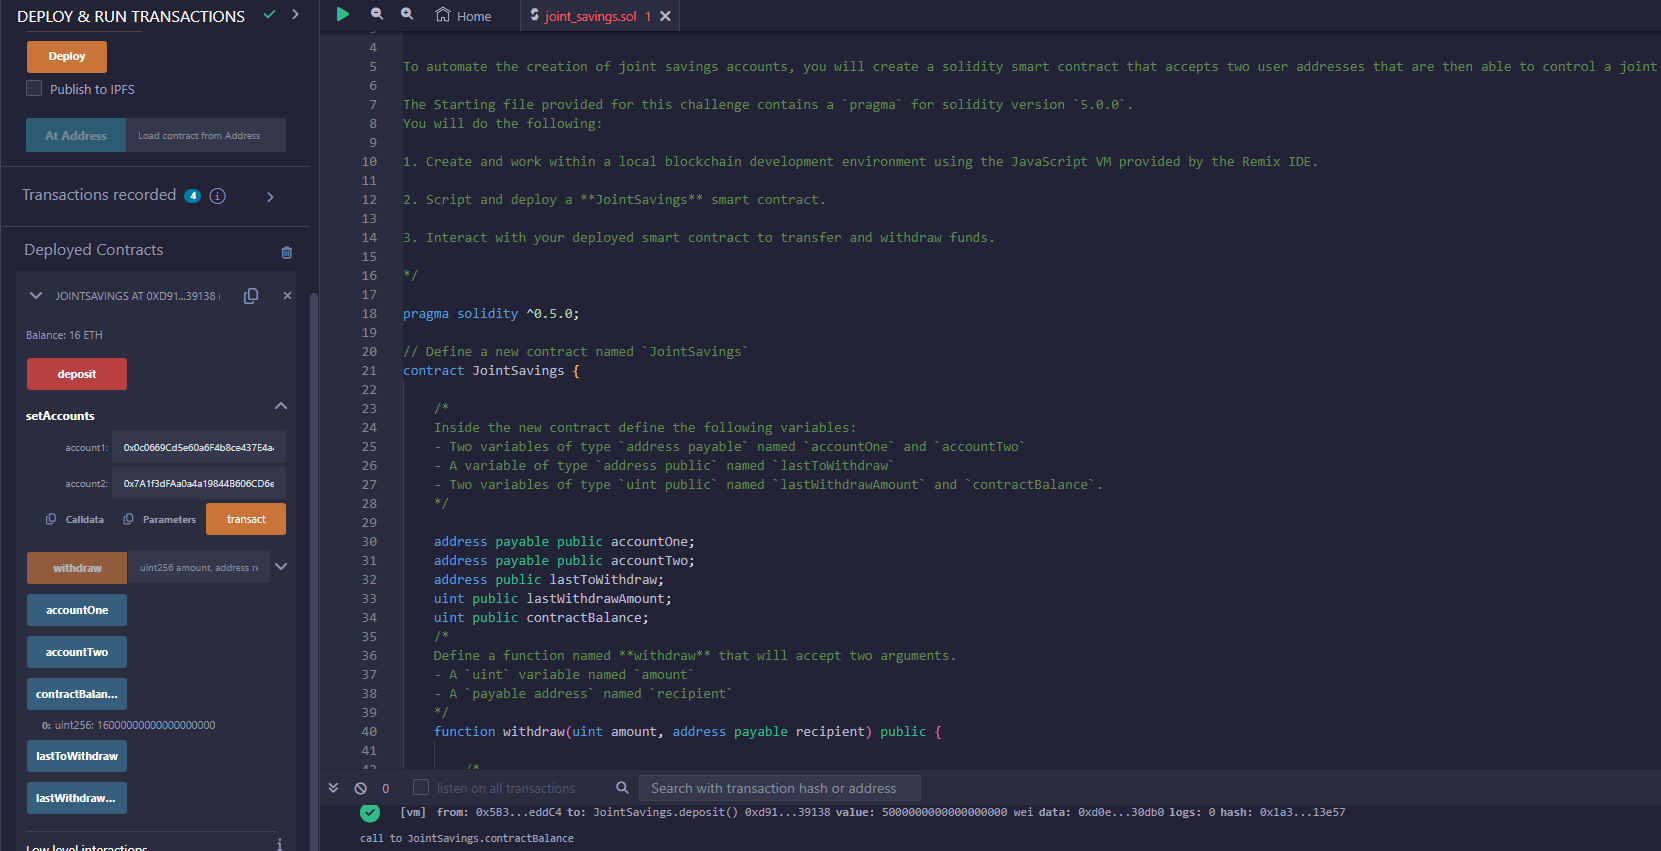 DEPLOY & RUN TRANSACTIONS
Deploy
Publish to IPFS
At Address
Load contract from Address
Transactions recorded 4 i
Deployed Contracts
JOINTSAVINGS AT 0XD91...39138
Balance: 16 ETH
deposit
setAccounts
account1: 0x0c0669Cd5e60a6F4b8ce437E4a
account2: 0x7A1f3dFAa0a4a19844B606CD6e
Calldata Parameters transact
withdraw uint256 amount, address
accountOne
accountTwo
contractBalan...
0: uint256: 16000000000000000000
lastToWithdraw
lastWithdraw...
Low level interactions i
Home
joint_savings.sol 1
4
5 To automate the creation of joint savings accounts, you will create a solidity smart contract that accepts two user addresses that are then able to control a joint
6
7 The Starting file provided for this challenge contains a `pragma` for solidity version `5.0.0`.
8 You will do the following:
9
10 1. Create and work within a local blockchain development environment using the JavaScript VM provided by the Remix IDE.
11
12 2. Script and deploy a **JointSavings** smart contract.
13
14 3. Interact with your deployed smart contract to transfer and withdraw funds.
15
16 */
17
18 pragma solidity ^0.5.0;
19
20 // Define a new contract named `JointSavings`
21 contract JointSavings {
22
23 /*
24 Inside the new contract define the following variables:
25 - Two variables of type `address payable` named `accountOne` and `accountTwo`
26 - A variable of type `address public` named `lastToWithdraw`
27 - Two variables of type `uint public` named `lastWithdrawAmount` and `contractBalance`.
28 */
29
30 address payable public accountOne;
31 address payable public accountTwo;
32 address public lastToWithdraw;
33 uint public lastWithdrawAmount;
34 uint public contractBalance;
35 /*
36 Define a function named **withdraw** that will accept two arguments.
37 - A `uint` variable named `amount`
38 - A `payable address` named `recipient`
39 */
40 function withdraw(uint amount, address payable recipient) public {
41
42 /*
0
listen on all transactions
Search with transaction hash or address
[vm] from: 0x5B3...eddC4 to: JointSavings.deposit() 0xd91...39138 value: 5000000000000000000 wei data: 0xd0e...30db0 logs: 0 hash: 0x1a3...13e57
call to JointSavings.contractBalance